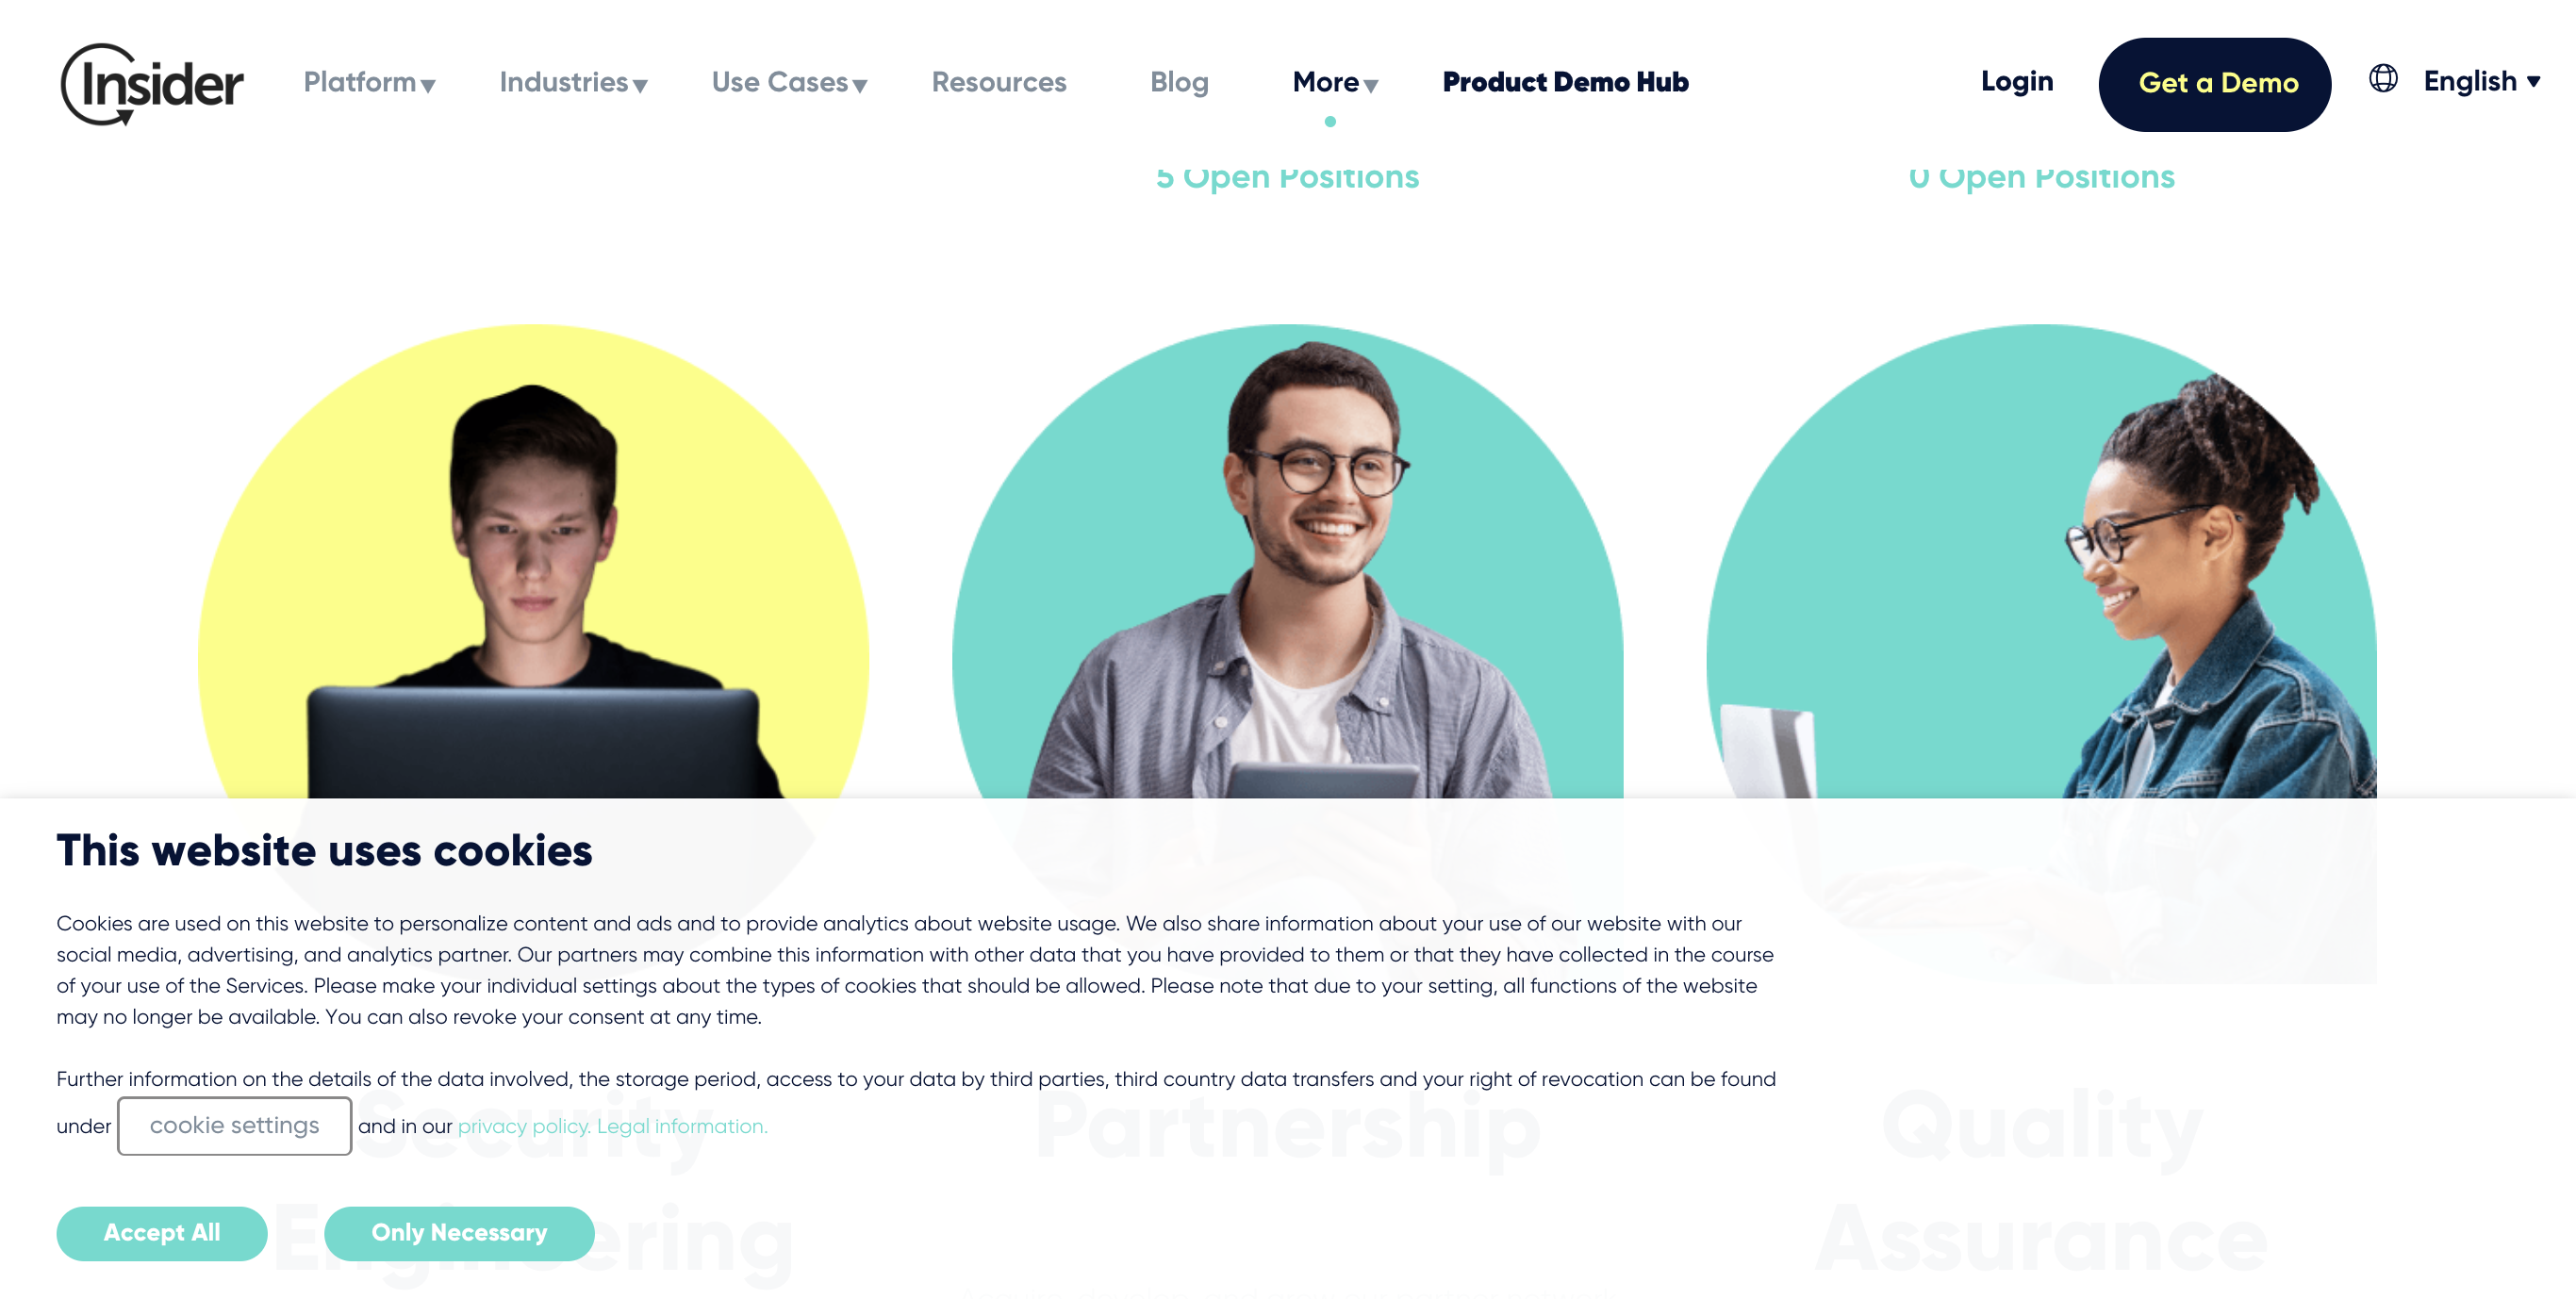 Insider
Platform
Industries
Use Cases
Resources
Blog
More
Product Demo Hub
Login
Get a Demo
English
5 Open Positions
0 Open Positions
This website uses cookies
Cookies are used on this website to personalize content and ads and to provide analytics about website usage. We also share information about your use of our website with our
social media, advertising, and analytics partner. Our partners may combine this information with other data that you have provided to them or that they have collected in the course
of your use of the Services. Please make your individual settings about the types of cookies that should be allowed. Please note that due to your setting, all functions of the website
may no longer be available. You can also revoke your consent at any time.
Further information on the details of the data involved, the storage period, access to your data by third parties, third country data transfers and your right of revocation can be found
under cookie settings and in our privacy policy. Legal information.
Security
Partnership
Quality
Engineering
Assurance
Accept All
Only Necessary